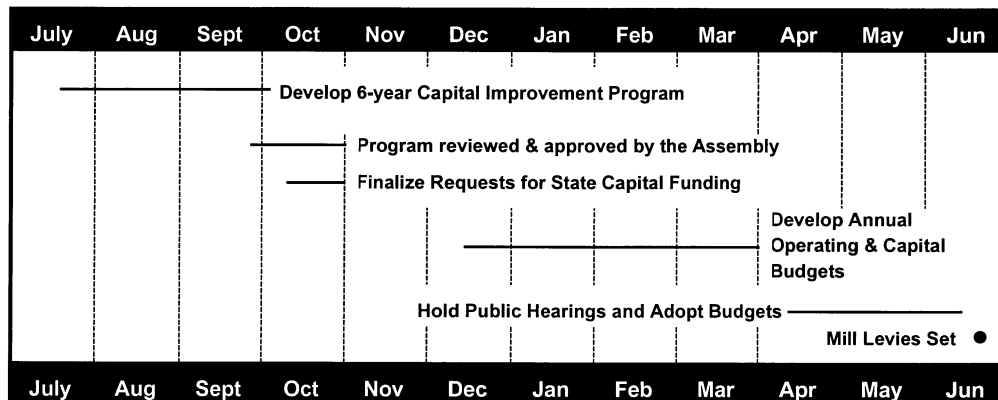 July Aug Sept Oct Nov Dec Jan Feb Mar Apr May Jun
Develop 6-year Capital Improvement Program
Program reviewed & approved by the Assembly
Finalize Requests for State Capital Funding
Develop Annual
Operating & Capital
Budgets
Hold Public Hearings and Adopt Budgets
Mill Levies Set
July Aug Sept Oct Nov Dec Jan Feb Mar Apr May Jun